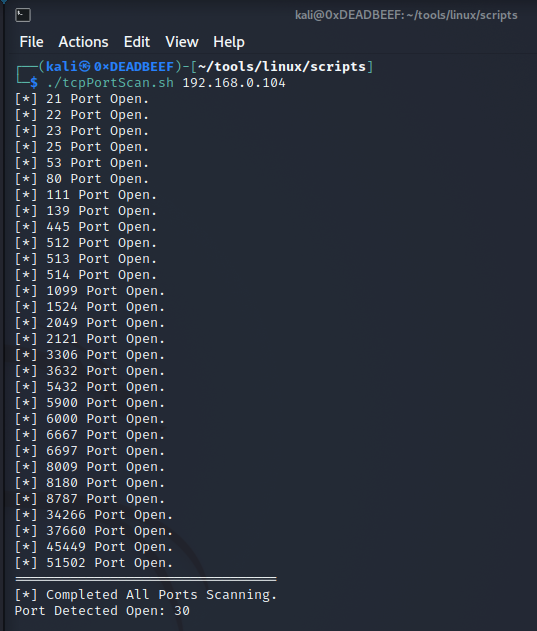 kali@0xDEADBEEF: ~/tools/linux/scripts
File Actions Edit View Help
┌──(kali㉿0×DEADBEEF)-[~/tools/linux/scripts]
└─$ ./tcpPortScan.sh 192.168.0.104
[*] 21 Port Open.
[*] 22 Port Open.
[*] 23 Port Open.
[*] 25 Port Open.
[*] 53 Port Open.
[*] 80 Port Open.
[*] 111 Port Open.
[*] 139 Port Open.
[*] 445 Port Open.
[*] 512 Port Open.
[*] 513 Port Open.
[*] 514 Port Open.
[*] 1099 Port Open.
[*] 1524 Port Open.
[*] 2049 Port Open.
[*] 2121 Port Open.
[*] 3306 Port Open.
[*] 3632 Port Open.
[*] 5432 Port Open.
[*] 5900 Port Open.
[*] 6000 Port Open.
[*] 6667 Port Open.
[*] 6697 Port Open.
[*] 8009 Port Open.
[*] 8180 Port Open.
[*] 8787 Port Open.
[*] 34266 Port Open.
[*] 37660 Port Open.
[*] 45449 Port Open.
[*] 51502 Port Open.
=================================
[*] Completed All Ports Scanning.
Port Detected Open: 30